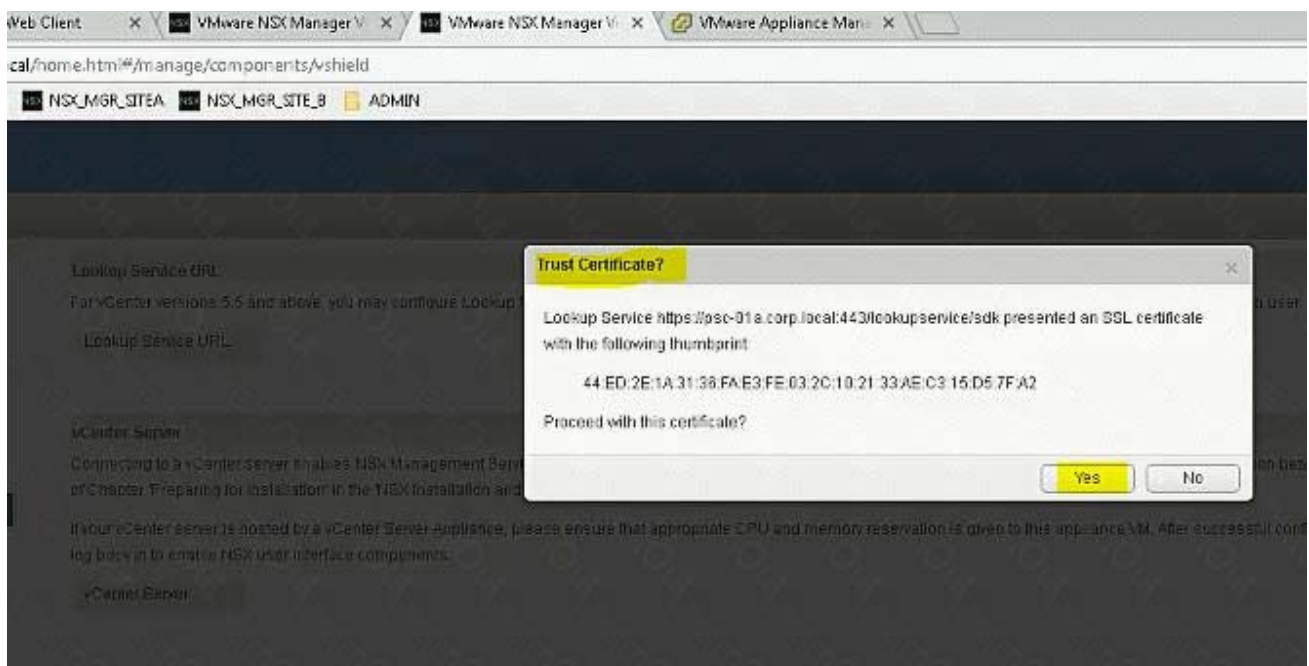 Web Client
VMware NSX Manager V
VMware NSX Manager Vi
VMware Appliance Man
cal/home.html#/manage/components/vshield
NSX_MGR_SITEA NSX_MGR_SITE_B ADMIN
Lookup Service URL
For vCenter versions 5.5 and above, you may configure Lookup
Lookup Service URL:
Trust Certificate?
Lookup Service https://psc-01a.corp.local:443/lookupservice/sdk presented an SSL certificate
with the following thumbprint
44:ED:2E:1A:31:36:FA:E3:FE:03:2C:10:21:33:AE:C3:15:D5:7F:A2
Proceed with this certificate?
Yes No
vCenter Server
Connecting to a vCenter server enables NSX Management
of Chapter 'Preparing for Installation' in the 'NSX Installation and
If your vCenter server is hosted by a vCenter Server Appliance, please ensure that appropriate CPU and memory reservation is given to this appliance VM. After successful
log back in to enable NSX user interface components.
vCenter Server: